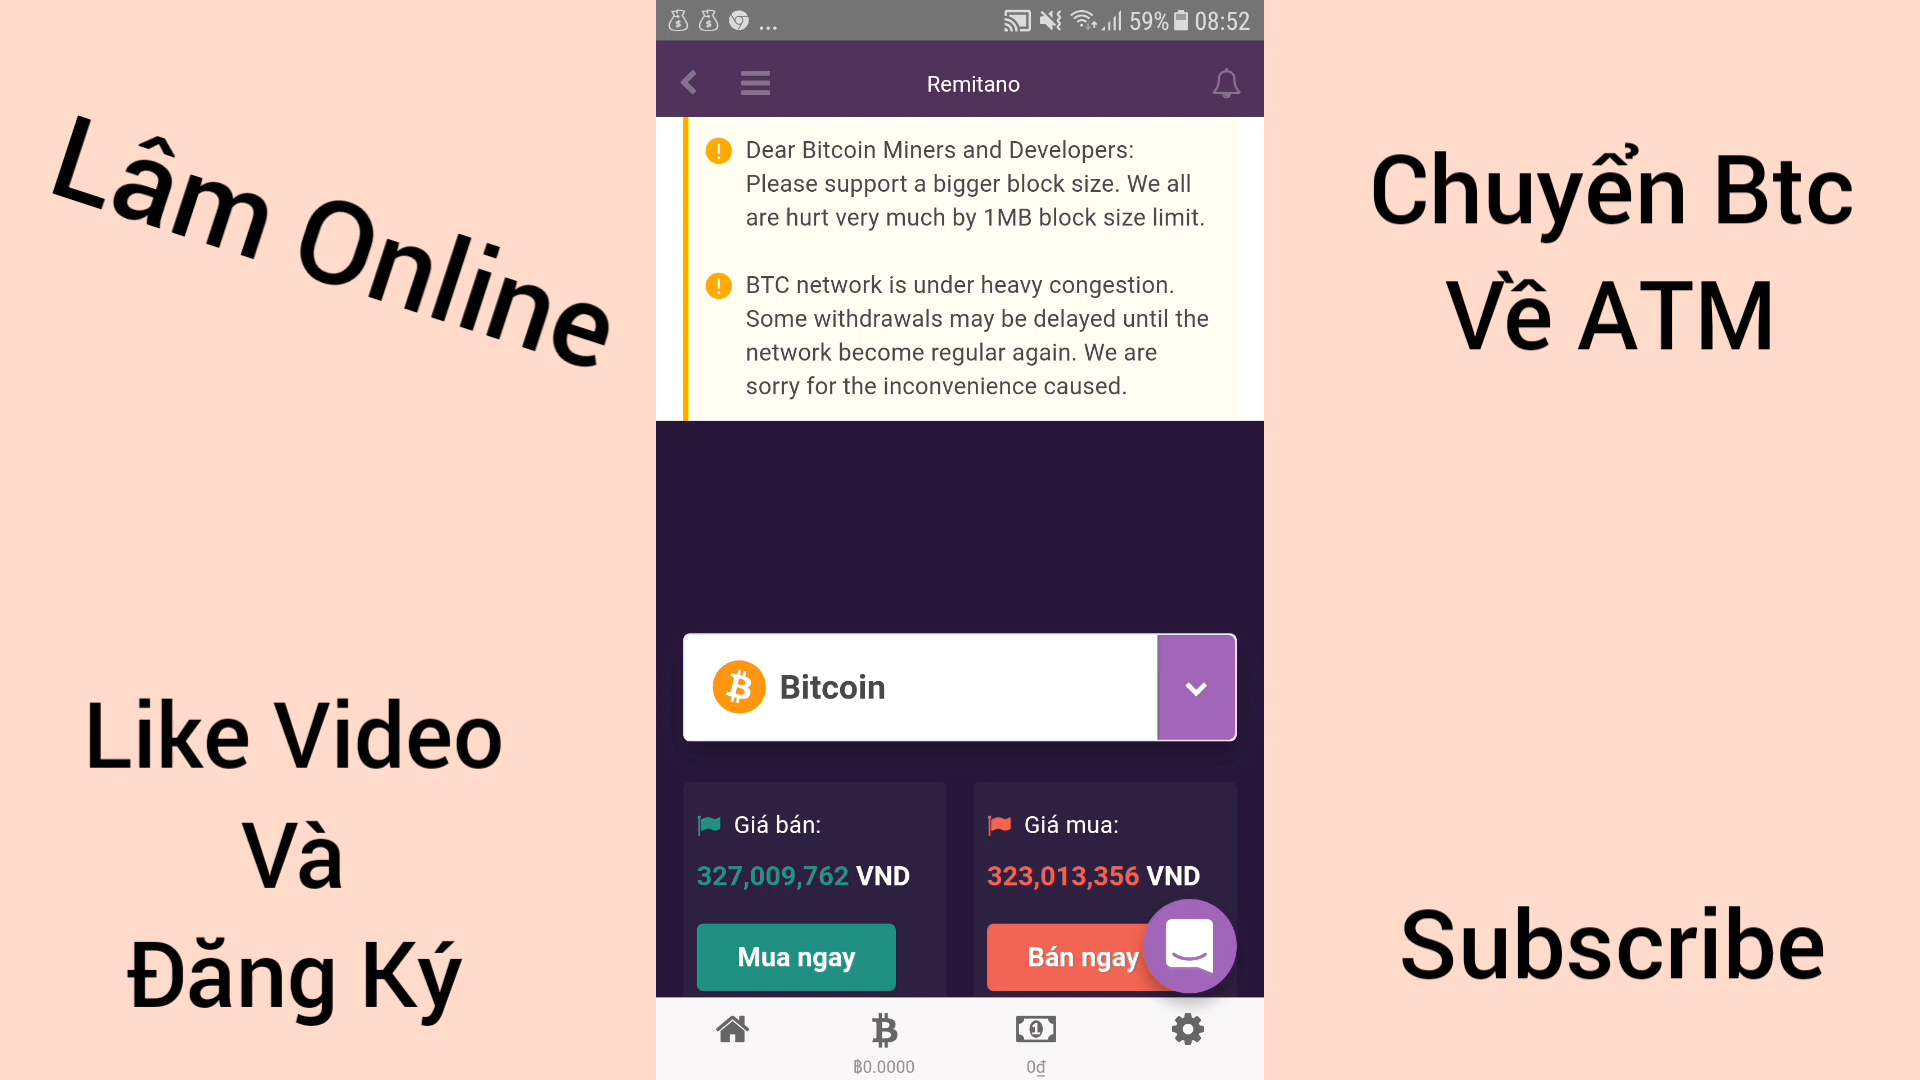 59% 08:52
Remitano
Lâm Online
Chuyển Btc
Về ATM
Dear Bitcoin Miners and Developers:
Please support a bigger block size. We all
are hurt very much by 1MB block size limit.
BTC network is under heavy congestion.
Some withdrawals may be delayed until the
network become regular again. We are
sorry for the inconvenience caused.
Bitcoin
Like Video
Và
Đăng Ký
Giá bán:
327,009,762 VND
Mua ngay
Giá mua:
323,013,356 VND
Bán ngay
Subscribe
฿0.0000
0₫